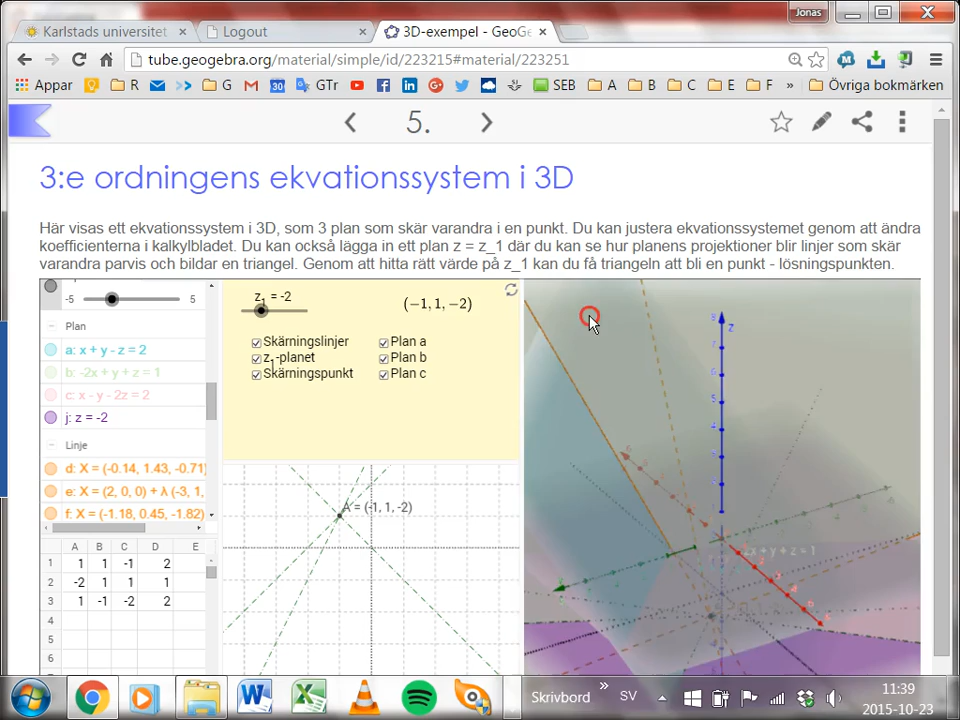 Jonas
Karlstads universitet
Logout
3D-exempel - GeoGe
tube.geogebra.org/material/simple/id/223215#material/223251
Appar
R
G
GTr
SEB
A
B
C
E
F
»
Övriga bokmärken
5.
3:e ordningens ekvationssystem i 3D
Här visas ett ekvationssystem i 3D, som 3 plan som skär varandra i en punkt. Du kan justera ekvationssystemet genom att ändra
koefficienterna i kalkylbladet. Du kan också lägga in ett plan z = z_1 där du kan se hur planens projektioner blir linjer som skär
varandra parvis och bildar en triangel. Genom att hitta rätt värde på z_1 kan du få triangeln att bli en punkt - lösningspunkten.
-5 5
Plan
a: x + y - z = 2
b: -2x + y + z = 1
c: x - y - 2z = 2
j: z = -2
Linje
d: X = (-0.14, 1.43, -0.71)
e: X = (2, 0, 0) + λ (-3, 1,
f: X = (-1.18, 0.45, -1.82)
z₁ = -2
(−1, 1, −2)
Skärningslinjer
Plan a
z₁-planet
Plan b
Skärningspunkt
Plan c
A = (-1, 1, -2)
z
A B C D E
1 1 1 -1 2
2 -2 1 1 1
3 1 -1 -2 2
4
5
6
Skrivbord
»
SV
11:39
2015-10-23